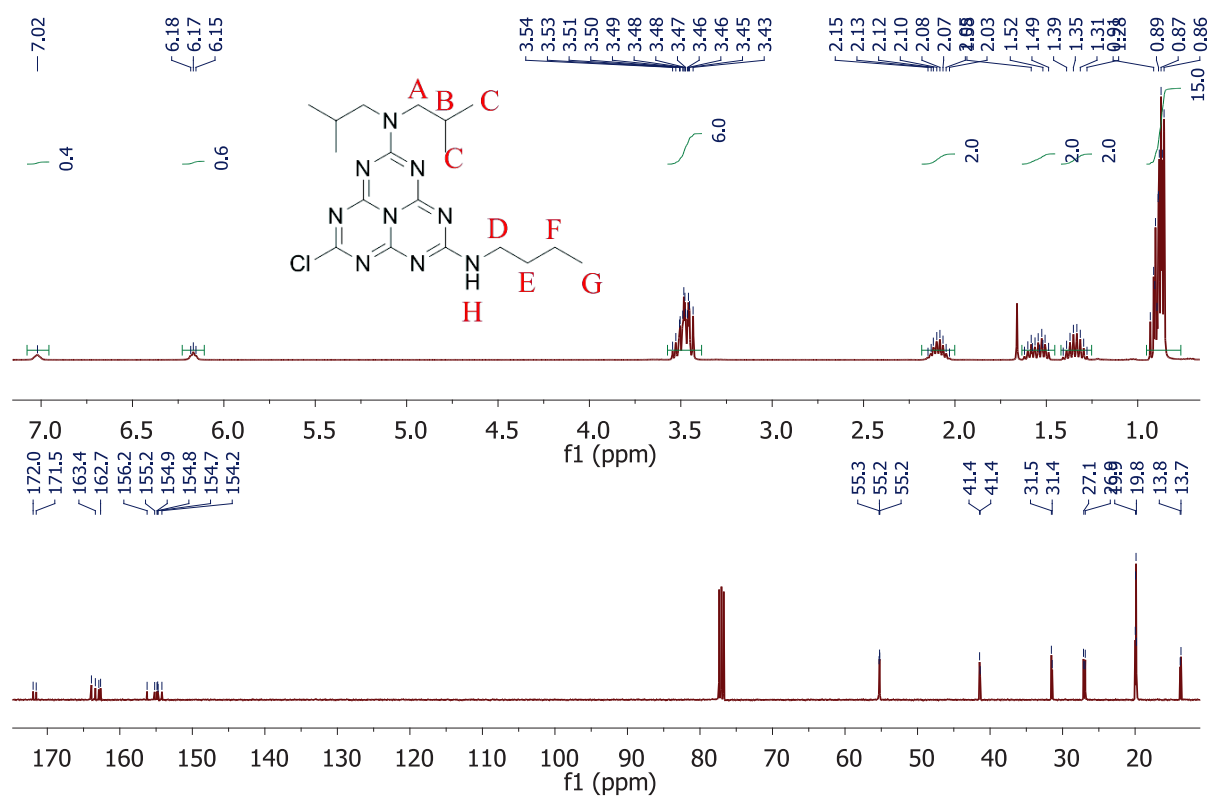 7.02 6.18 6.17 6.15 3.54 3.53 3.51 3.50 3.49 3.48 3.48 3.47 3.46 3.46 3.45 3.43 2.15 2.13 2.12 2.10 2.08 2.07 2.03 1.52 1.49 1.39 1.35 1.31 1.28 0.89 0.87 0.86
A B C
N C
N N N
0.4 0.6 6.0 2.0 2.0 2.0 15.0
N N N
Cl N N N H
D F
E G
H
7.0 6.5 6.0 5.5 5.0 4.5 4.0 3.5 3.0 2.5 2.0 1.5 1.0
f1 (ppm)
172.0 171.5 163.4 162.7 156.2 155.2 154.9 154.8 154.7 154.2 55.3 55.2 55.2 41.4 41.4 31.5 31.4 27.1 19.8 13.8 13.7
170 160 150 140 130 120 110 100 90 80 70 60 50 40 30 20
f1 (ppm)